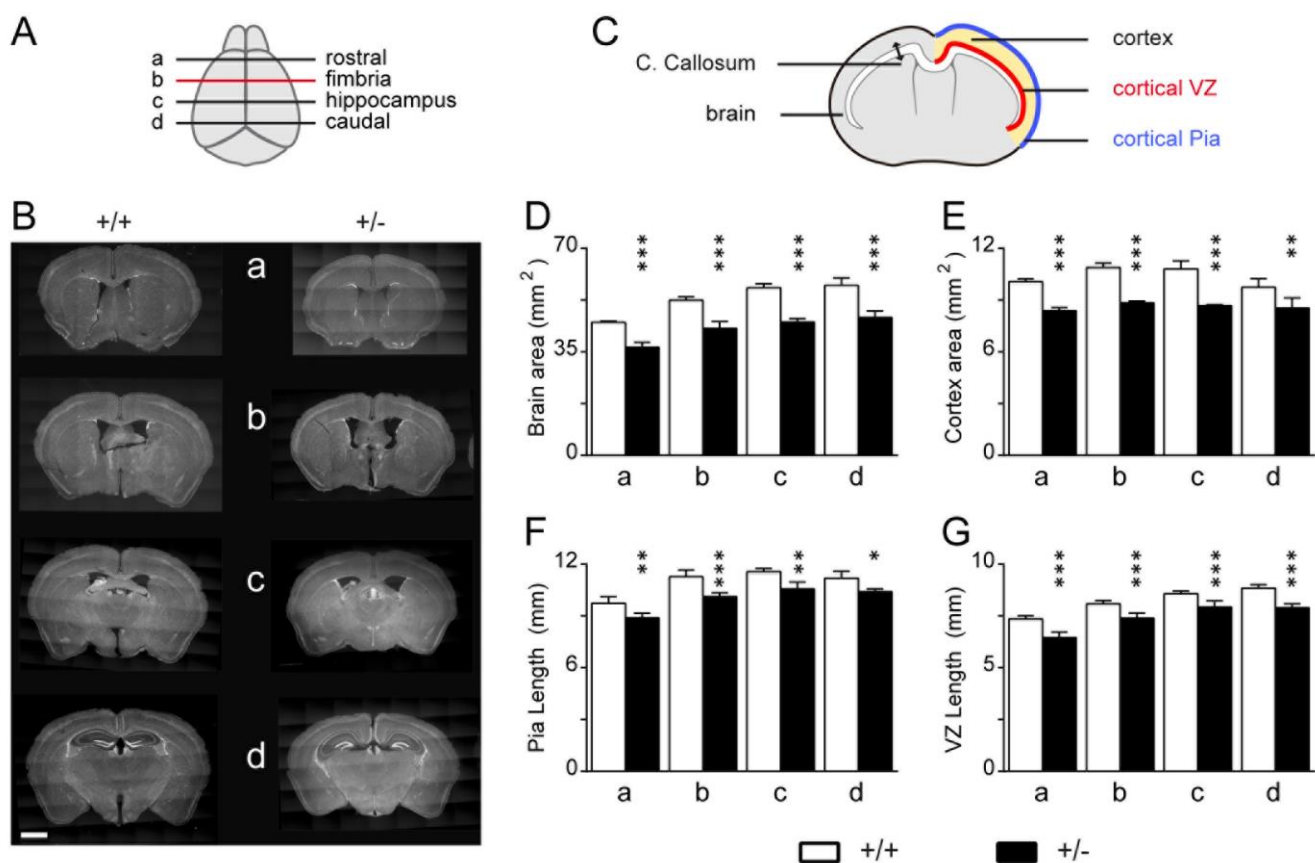 A
a rostral
b fimbria
c hippocampus
d caudal
C
cortex
C. Callosum
cortical VZ
brain
cortical Pia
B
+/+ +/-
a
b
c
d
D
Brain area (mm²)
70
35
0
*** *** *** ***
a b c d
E
Cortex area (mm²)
12
6
0
*** *** *** **
a b c d
F
Pia Length (mm)
12
6
0
** *** ** *
a b c d
G
VZ Length (mm)
10
5
0
*** *** *** ***
a b c d
+/+ +/-